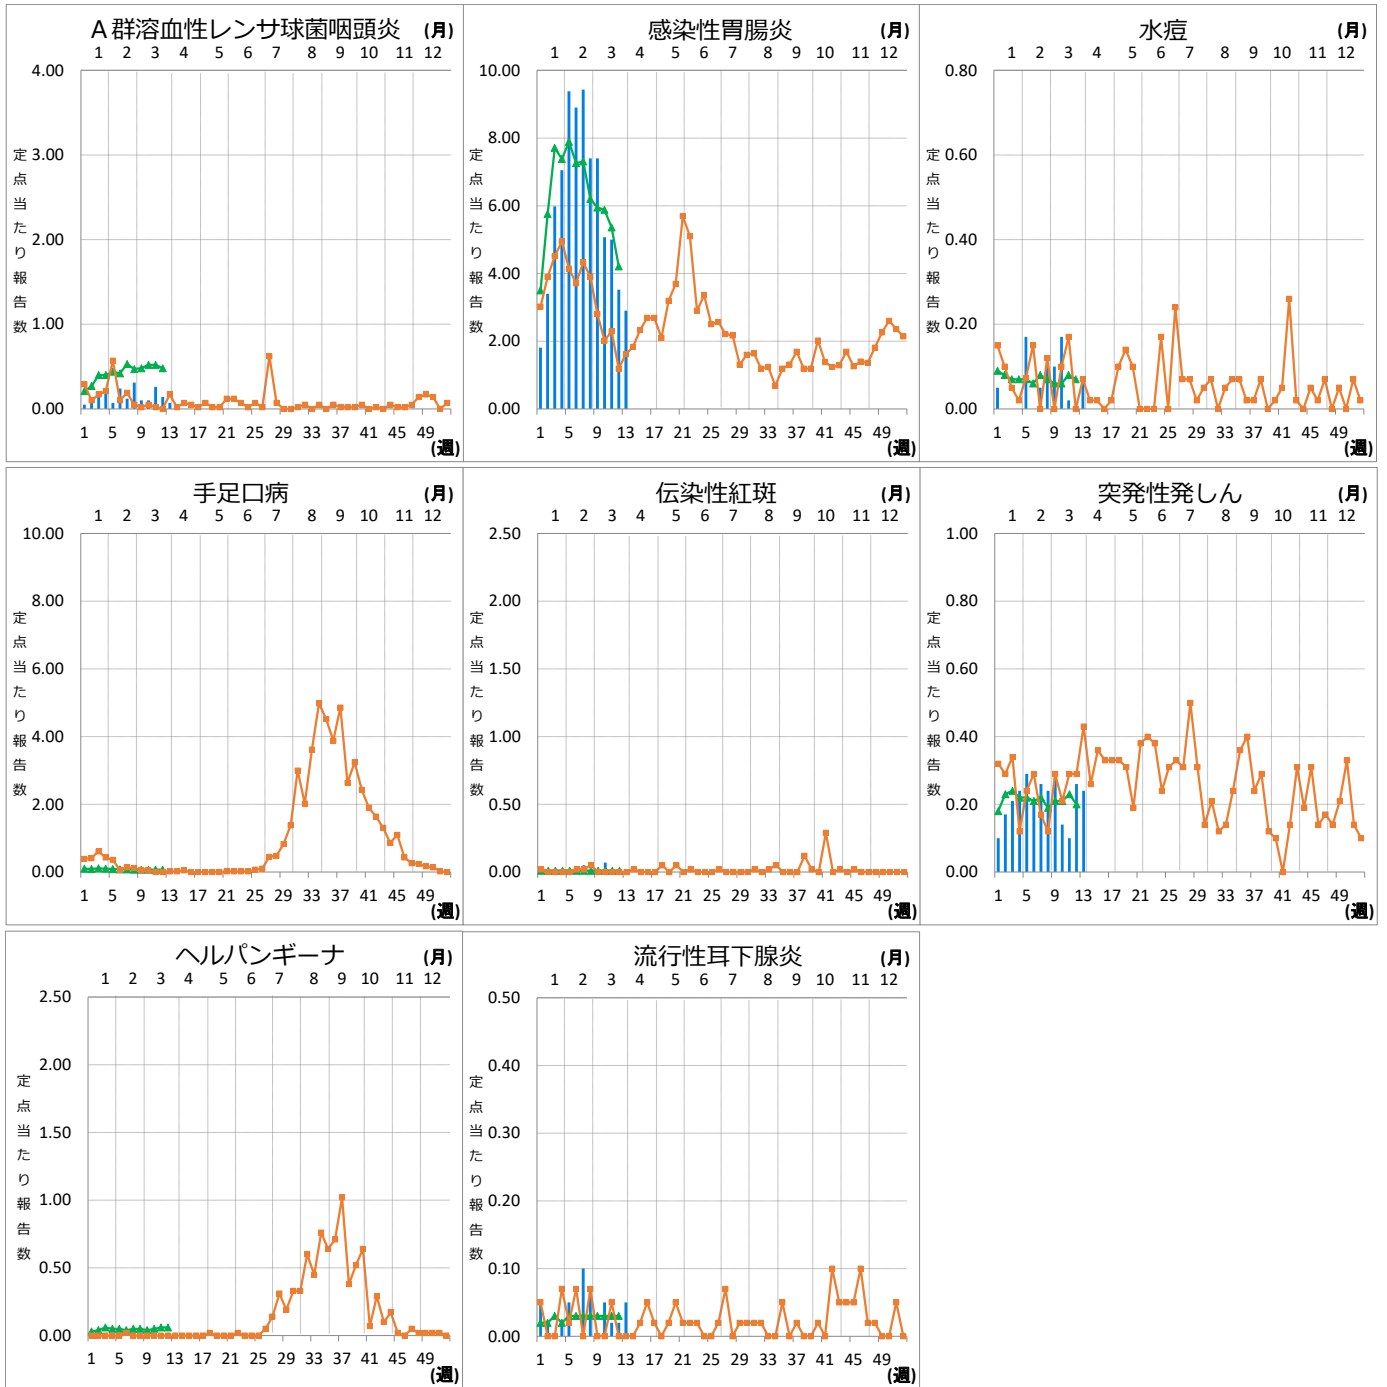 A群溶血性レンサ球菌咽頭炎 (月)
1 2 3 4 5 6 7 8 9 10 11 12
4.00
3.00
2.00
1.00
0.00
定点当たり報告数
1 5 9 13 17 21 25 29 33 37 41 45 49
(週)
感染性胃腸炎 (月)
1 2 3 4 5 6 7 8 9 10 11 12
10.00
8.00
6.00
4.00
2.00
0.00
定点当たり報告数
1 5 9 13 17 21 25 29 33 37 41 45 49
(週)
水痘 (月)
1 2 3 4 5 6 7 8 9 10 11 12
0.80
0.60
0.40
0.20
0.00
定点当たり報告数
1 5 9 13 17 21 25 29 33 37 41 45 49
(週)
手足口病 (月)
1 2 3 4 5 6 7 8 9 10 11 12
10.00
8.00
6.00
4.00
2.00
0.00
定点当たり報告数
1 5 9 13 17 21 25 29 33 37 41 45 49
(週)
伝染性紅斑 (月)
1 2 3 4 5 6 7 8 9 10 11 12
2.50
2.00
1.50
1.00
0.50
0.00
定点当たり報告数
1 5 9 13 17 21 25 29 33 37 41 45 49
(週)
突発性発しん (月)
1 2 3 4 5 6 7 8 9 10 11 12
1.00
0.80
0.60
0.40
0.20
0.00
定点当たり報告数
1 5 9 13 17 21 25 29 33 37 41 45 49
(週)
ヘルパンギーナ (月)
1 2 3 4 5 6 7 8 9 10 11 12
2.50
2.00
1.50
1.00
0.50
0.00
定点当たり報告数
1 5 9 13 17 21 25 29 33 37 41 45 49
(週)
流行性耳下腺炎 (月)
1 2 3 4 5 6 7 8 9 10 11 12
0.50
0.40
0.30
0.20
0.10
0.00
定点当たり報告数
1 5 9 13 17 21 25 29 33 37 41 45 49
(週)